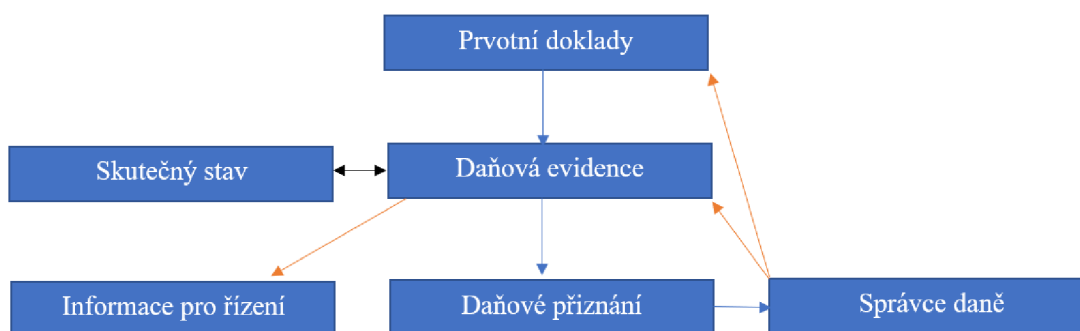 Prvotní doklady
Skutečný stav
Daňová evidence
Informace pro řízení
Daňové přiznání
Správce daně